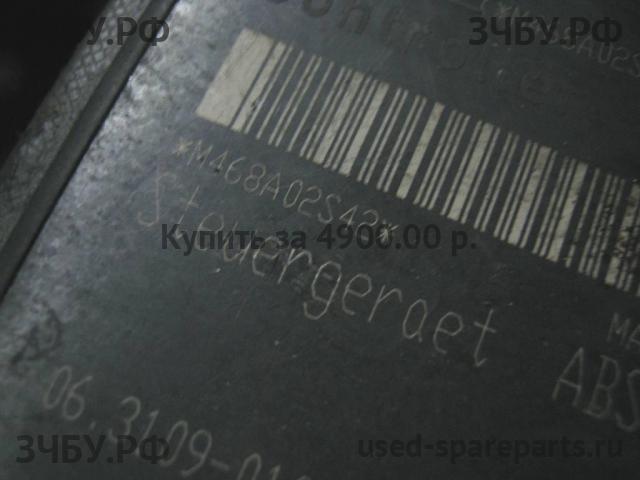 ЗЧБУ.РФ
ЗЧБУ.РФ
*M468A02S42*
Купить за 4900.00 р.
Steuergeraet
ABS
06.3109-01
ЗЧБУ.РФ
used-spareparts.ru